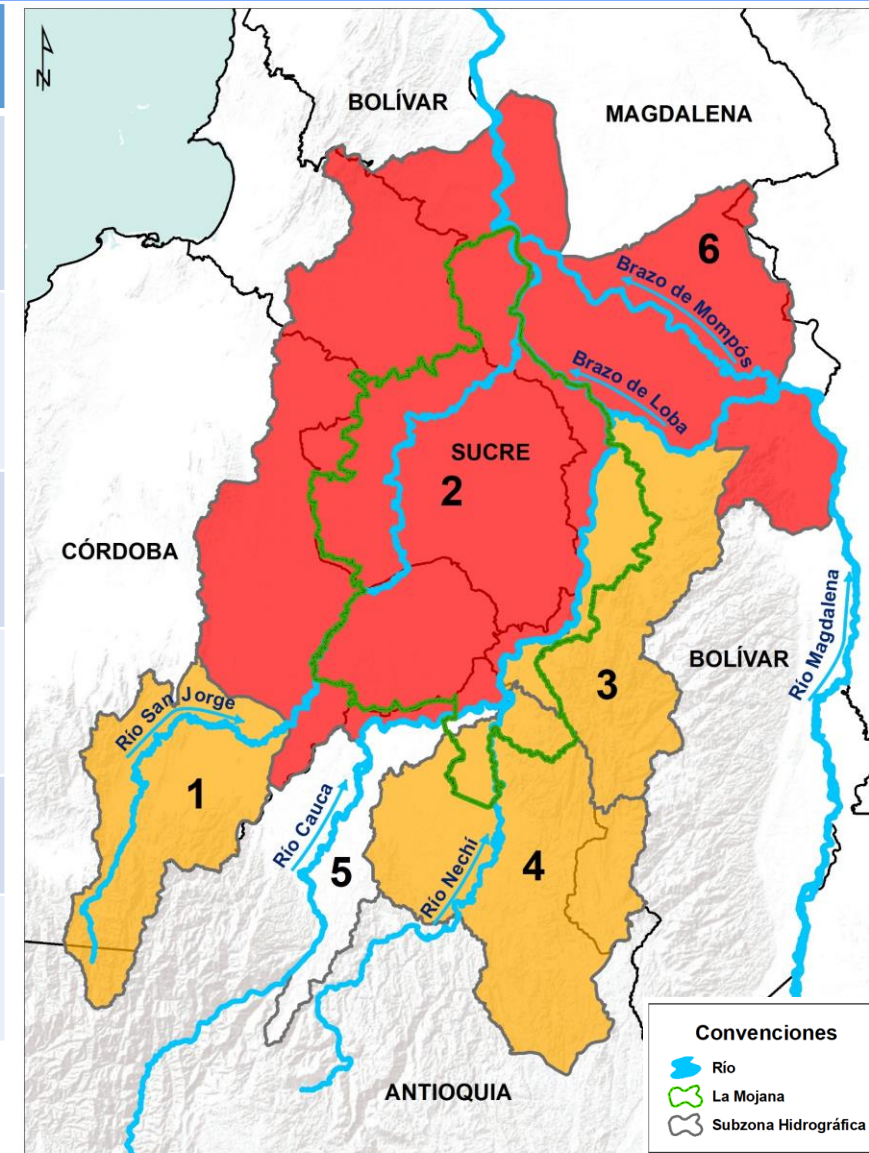 N
BOLÍVAR
MAGDALENA
6
Brazo de Mompós
Brazo de Loba
SUCRE
2
CÓRDOBA
BOLÍVAR
Río Magdalena
3
Río San Jorge
1
Río Cauca
5
Río Nechí
4
ANTIOQUIA
Convenciones
Río
La Mojana
Subzona Hidrográfica